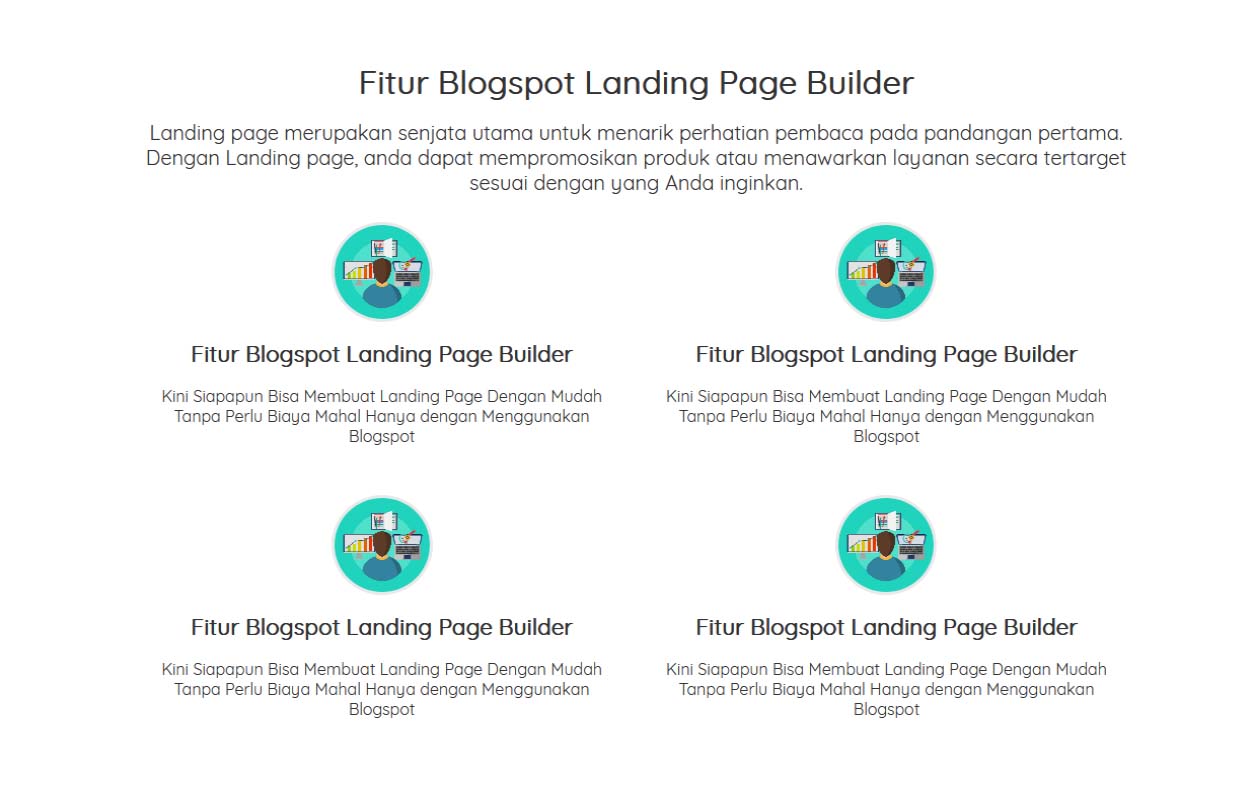 Fitur Blogspot Landing Page Builder
Landing page merupakan senjata utama untuk menarik perhatian pembaca pada pandangan pertama.
Dengan Landing page, anda dapat mempromosikan produk atau menawarkan layanan secara tertarget
sesuai dengan yang Anda inginkan.
Fitur Blogspot Landing Page Builder
Kini Siapapun Bisa Membuat Landing Page Dengan Mudah
Tanpa Perlu Biaya Mahal Hanya dengan Menggunakan
Blogspot
Fitur Blogspot Landing Page Builder
Kini Siapapun Bisa Membuat Landing Page Dengan Mudah
Tanpa Perlu Biaya Mahal Hanya dengan Menggunakan
Blogspot
Fitur Blogspot Landing Page Builder
Kini Siapapun Bisa Membuat Landing Page Dengan Mudah
Tanpa Perlu Biaya Mahal Hanya dengan Menggunakan
Blogspot
Fitur Blogspot Landing Page Builder
Kini Siapapun Bisa Membuat Landing Page Dengan Mudah
Tanpa Perlu Biaya Mahal Hanya dengan Menggunakan
Blogspot